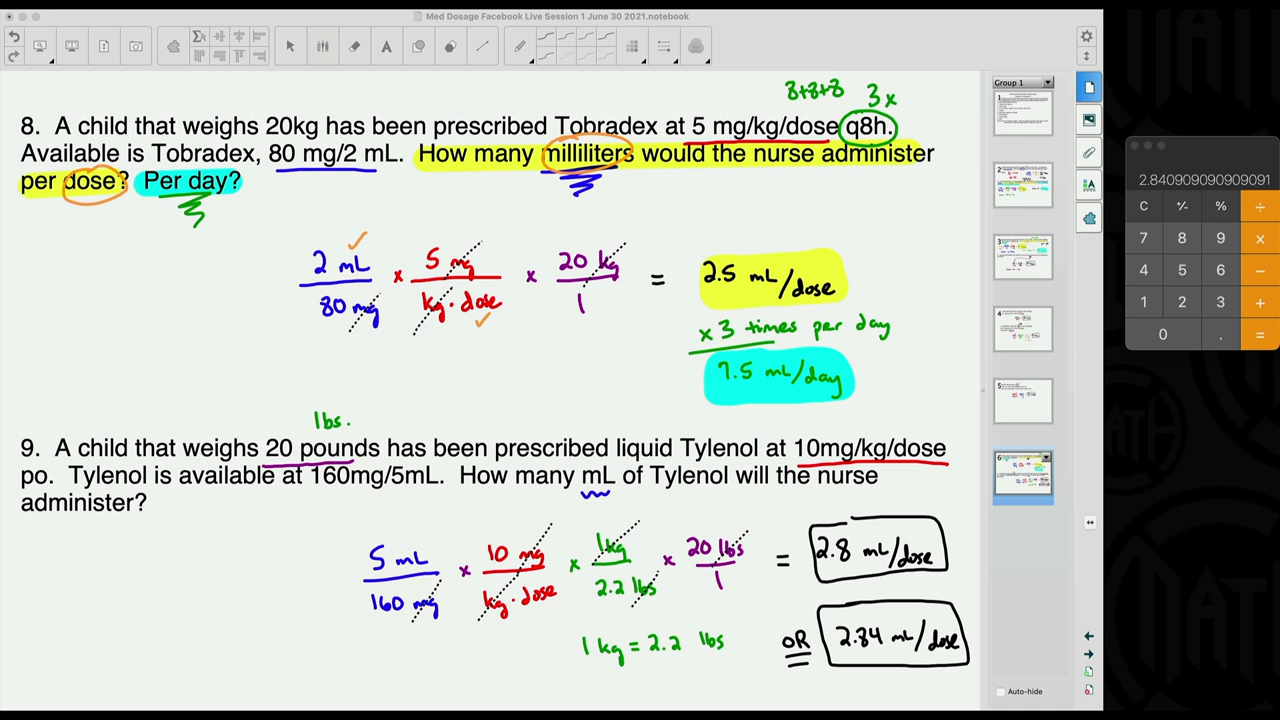 Med Dosage Facebook Live Session 1 June 30 2021.notebook
A
Group 1
8+8+8 3x
8. A child that weighs 20kg has been prescribed Tobradex at 5 mg/kg/dose q8h.
Available is Tobradex, 80 mg/2 mL. How many milliliters would the nurse administer
per dose? Per day?
2 mL / 80 mg × 5 mg / kg · dose × 20 kg / 1 = 2.5 mL/dose
x 3 times per day
7.5 mL/day
lbs.
9. A child that weighs 20 pounds has been prescribed liquid Tylenol at 10mg/kg/dose
po. Tylenol is available at 160mg/5mL. How many mL of Tylenol will the nurse
administer?
5 mL / 160 mg × 10 mg / kg · dose × 1 kg / 2.2 lbs × 20 lbs / 1 = 2.8 mL/dose
1 kg = 2.2 lbs OR 2.84 mL/dose
1
2
3
4
5
6
Auto-hide
2.840909090909091
C +/- % ÷
7 8 9 ×
4 5 6 −
1 2 3 +
0 . =